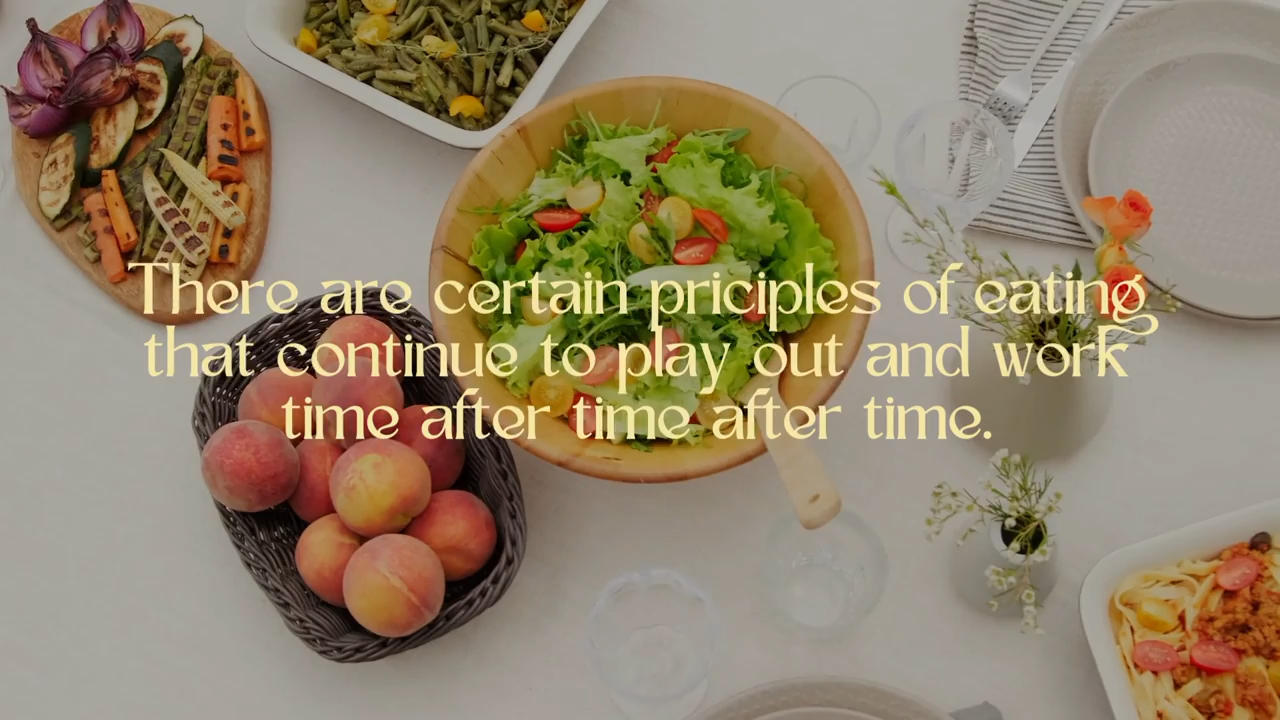 There are certain priciples of eating
that continue to play out and work
time after time after time.